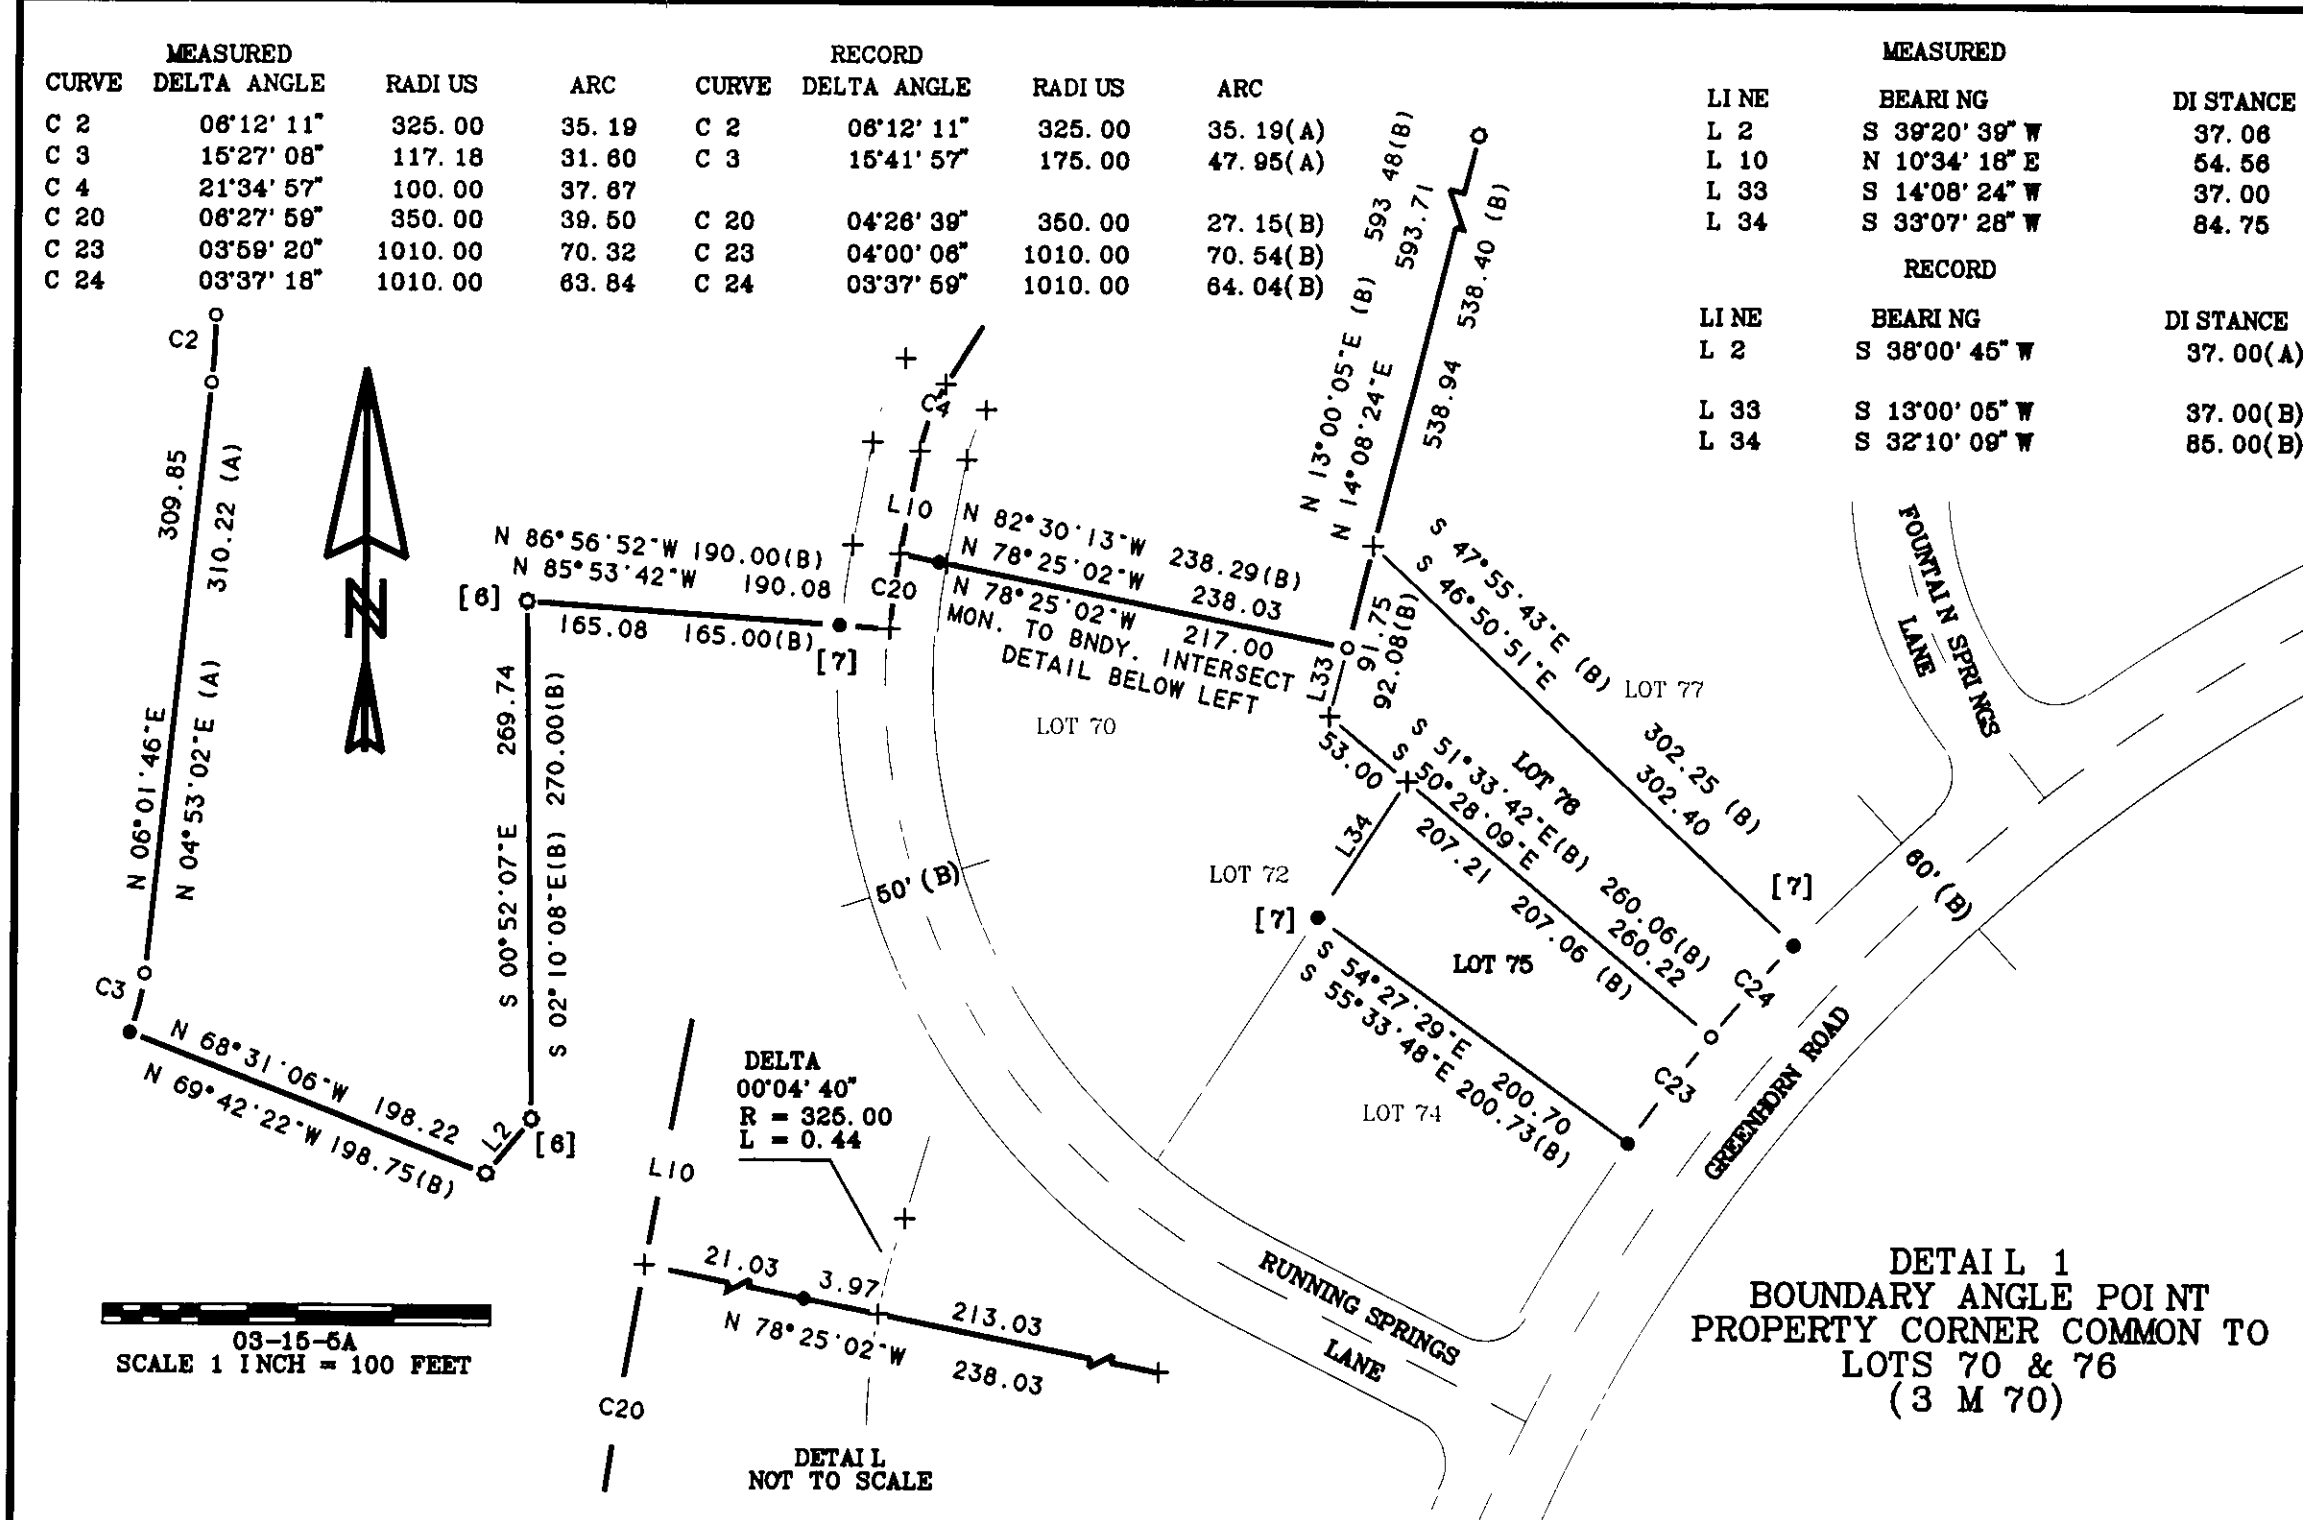 MEASURED
CURVE DELTA ANGLE RADIUS ARC
C 2 06°12'11" 325.00 35.19
C 3 15°27'08" 117.18 31.60
C 4 21°34'57" 100.00 37.67
C 20 06°27'59" 350.00 39.50
C 23 03°59'20" 1010.00 70.32
C 24 03°37'18" 1010.00 63.84
RECORD
CURVE DELTA ANGLE RADIUS ARC
C 2 06°12'11" 325.00 35.19(A)
C 3 15°41'57" 175.00 47.95(A)
C 20 04°26'39" 350.00 27.15(B)
C 23 04°00'06" 1010.00 70.54(B)
C 24 03°37'59" 1010.00 64.04(B)
MEASURED
LINE BEARING DISTANCE
L 2 S 39°20'39" W 37.06
L 10 N 10°34'18" E 54.56
L 33 S 14°08'24" W 37.00
L 34 S 33°07'28" W 84.75
RECORD
LINE BEARING DISTANCE
L 2 S 38°00'45" W 37.00(A)
L 33 S 13°00'05" W 37.00(B)
L 34 S 32°10'09" W 85.00(B)
C2
309.85
310.22 (A)
N 06°01'46"E
N 04°53'02"E (A)
C3
N 68°31'06"W 198.22
N 69°42'22"W 198.75(B)
L2
[6]
N
[6]
S 00°52'07"E 269.74
S 02°10'08"E(B) 270.00(B)
N 86°56'52"W 190.00(B)
N 85°53'42"W 190.08
165.08 165.00(B)
[7]
C4
L10
C20
N 82°30'13"W 238.29(B)
N 78°25'02"W 238.03
N 78°25'02"W 217.00
MON. TO BNDY. INTERSECT
DETAIL BELOW LEFT
N 13°00'05"E (B) 593 48(B)
N 14°08'24"E 593.71
538.94 538.40 (B)
L33
91.75
92.08(B)
S 47°55'43"E (B) 302.25 (B)
S 46°50'51"E 302.40
LOT 77
LOT 70
53.00
S 51°33'42"E(B) 260.06(B)
S 50°28'09"E 260.22
LOT 76
207.21 207.06 (B)
L34
LOT 72
[7]
LOT 75
S 54°27'29"E 200.70
S 55°33'48"E 200.73(B)
LOT 74
[7]
C24
C23
FOUNTAIN SPRINGS
LANE
60' (B)
50' (B)
GREENHORN ROAD
RUNNING SPRINGS
LANE
DELTA
00°04'40"
R = 325.00
L = 0.44
L10
21.03 3.97 213.03
N 78°25'02"W 238.03
C20
DETAIL
NOT TO SCALE
03-15-5A
SCALE 1 INCH = 100 FEET
DETAIL 1
BOUNDARY ANGLE POINT
PROPERTY CORNER COMMON TO
LOTS 70 & 76
(3 M 70)